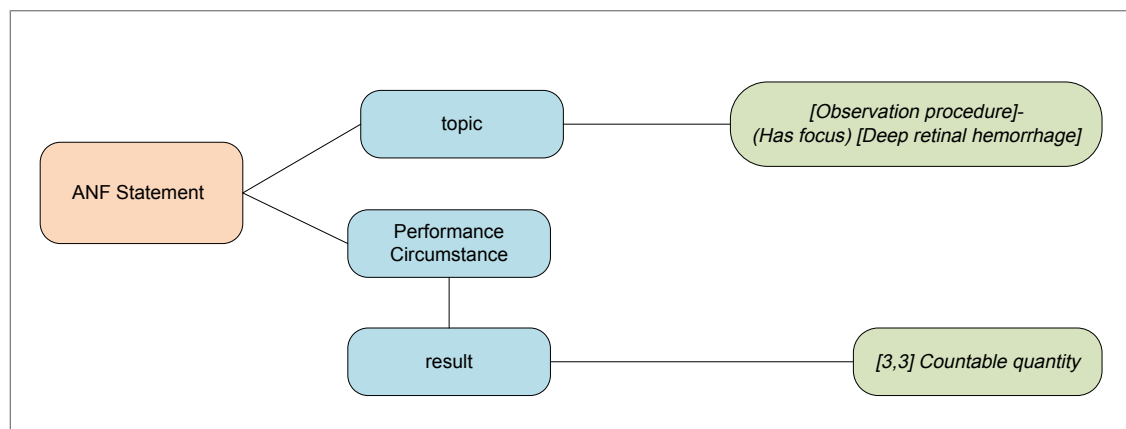 topic
[Observation procedure]-
(Has focus) [Deep retinal hemorrhage]
ANF Statement
Performance
Circumstance
result
[3,3] Countable quantity